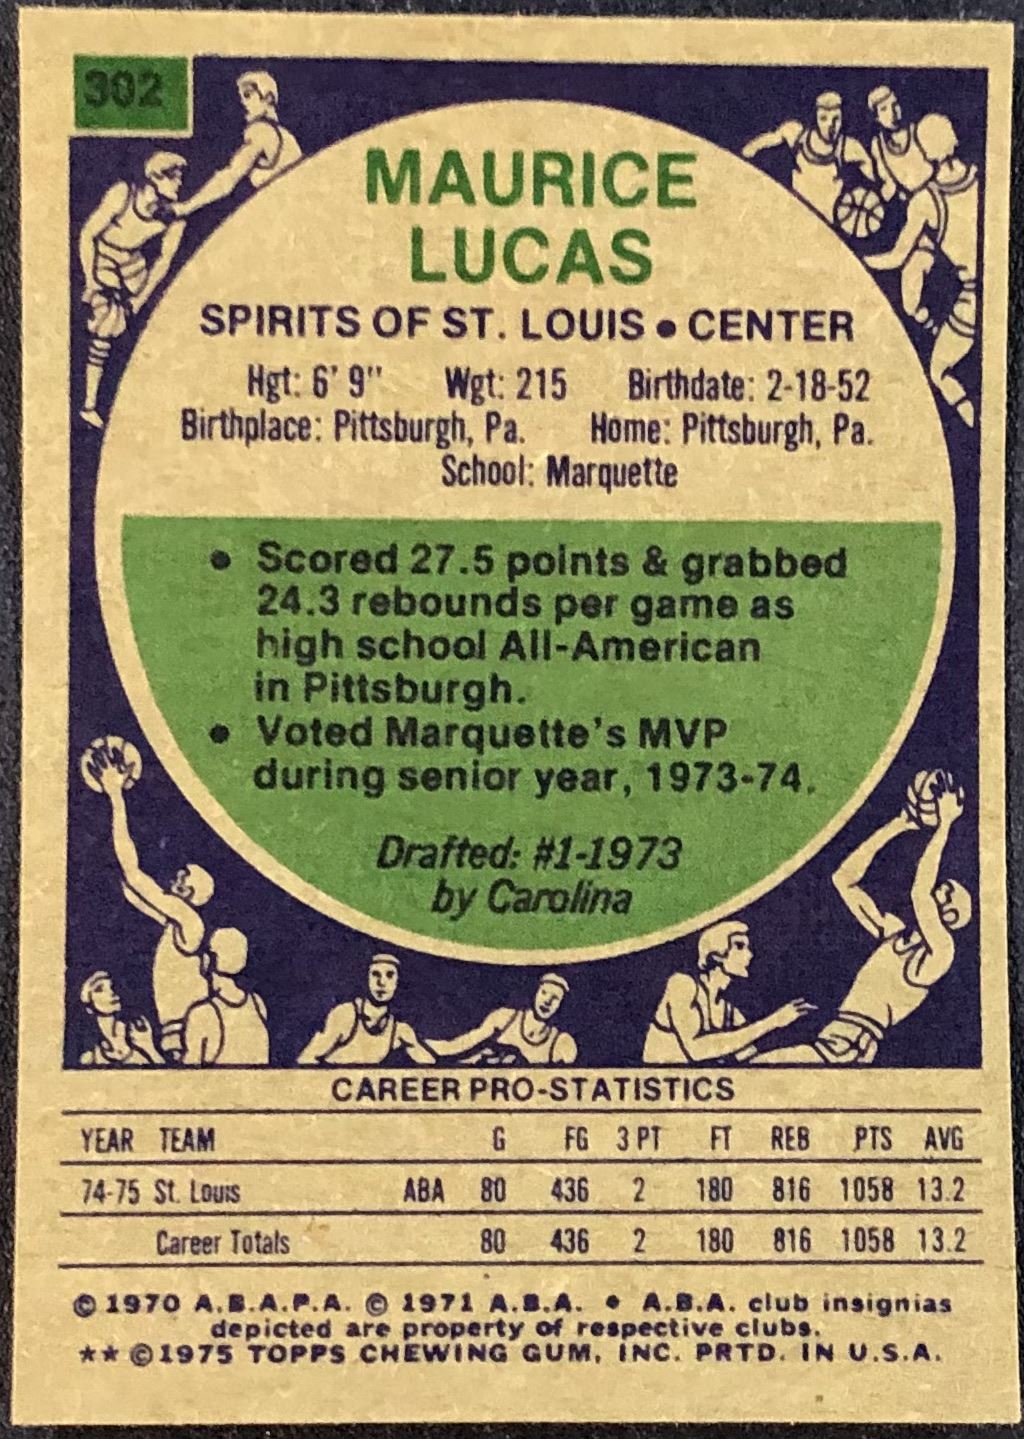 302
MAURICE
LUCAS
SPIRITS OF ST. LOUIS • CENTER
Hgt: 6' 9" Wgt: 215 Birthdate: 2-18-52
Birthplace: Pittsburgh, Pa. Home: Pittsburgh, Pa.
School: Marquette
• Scored 27.5 points & grabbed
24.3 rebounds per game as
high school All-American
in Pittsburgh.
• Voted Marquette's MVP
during senior year, 1973-74.
Drafted: #1-1973
by Carolina
CAREER PRO-STATISTICS
YEAR TEAM G FG 3 PT FT REB PTS AVG
74-75 St. Louis ABA 80 436 2 180 816 1058 13.2
Career Totals 80 436 2 180 816 1058 13.2
© 1970 A.B.A.P.A. © 1971 A.B.A. • A.B.A. club insignias
depicted are property of respective clubs.
** © 1975 TOPPS CHEWING GUM, INC. PRTD. IN U.S.A.